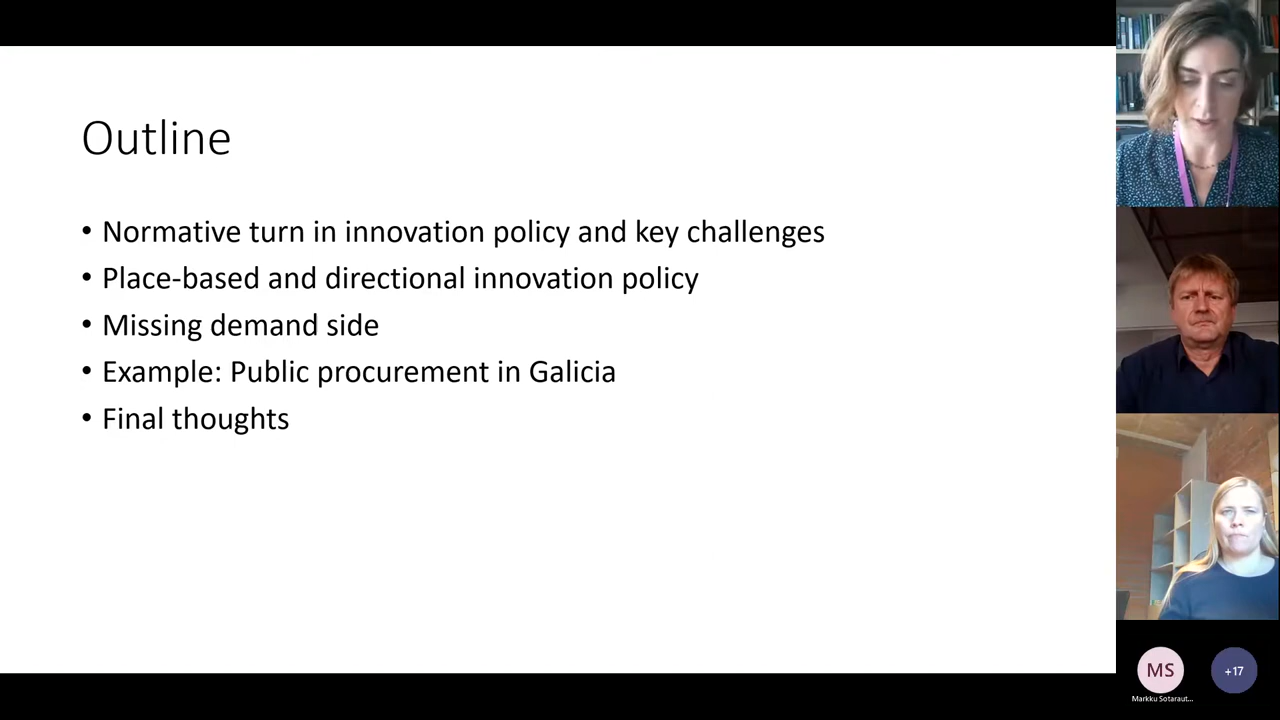 Outline
• Normative turn in innovation policy and key challenges
• Place-based and directional innovation policy
• Missing demand side
• Example: Public procurement in Galicia
• Final thoughts
MS
+17
Markku Sotaraut...